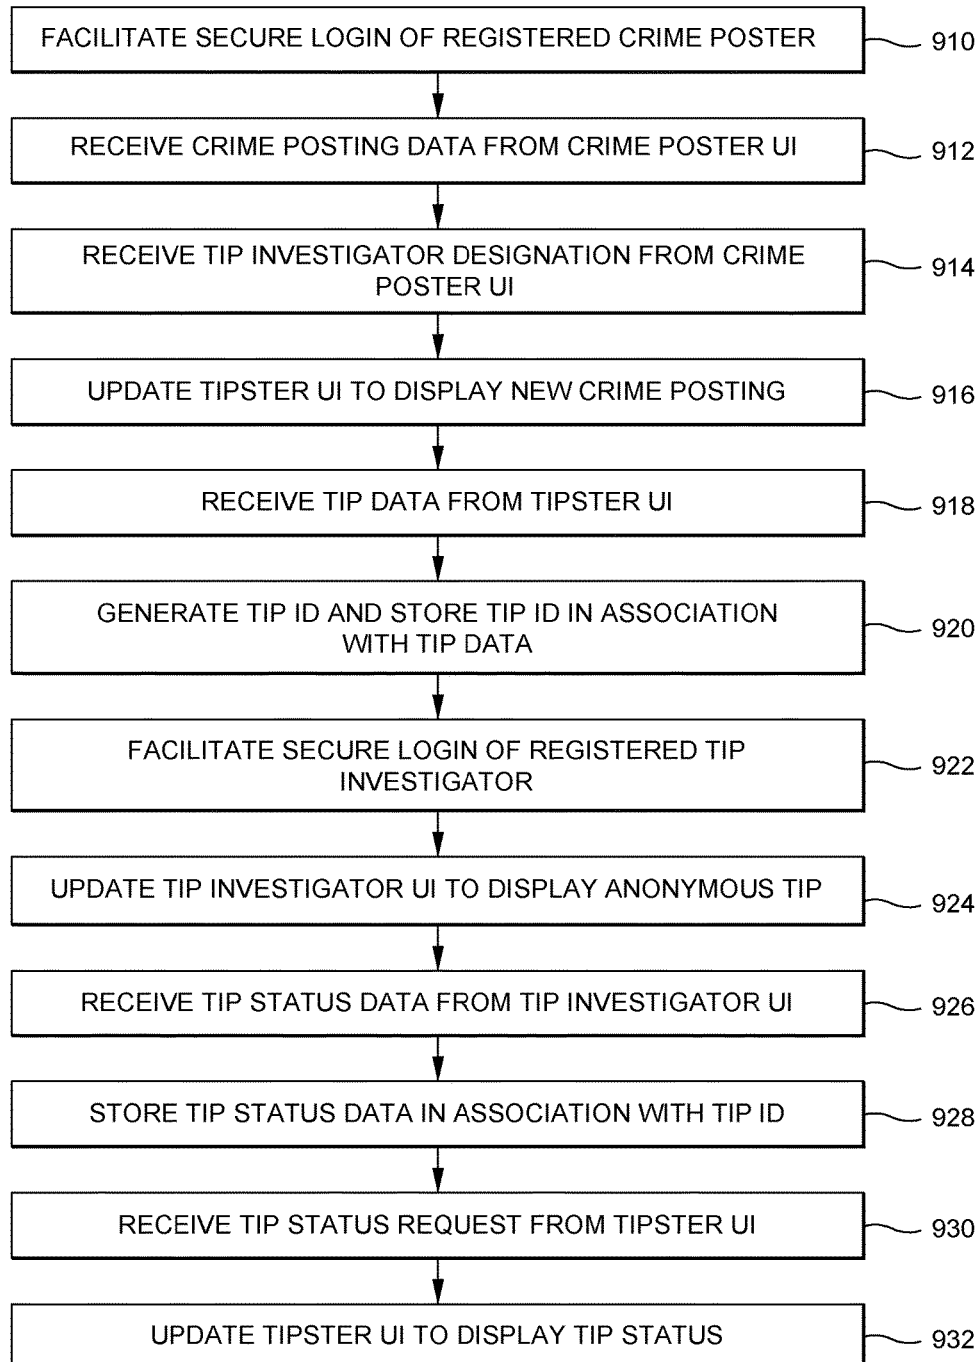 FACILITATE SECURE LOGIN OF REGISTERED CRIME POSTER
910
RECEIVE CRIME POSTING DATA FROM CRIME POSTER UI
912
RECEIVE TIP INVESTIGATOR DESIGNATION FROM CRIME
POSTER UI
914
UPDATE TIPSTER UI TO DISPLAY NEW CRIME POSTING
916
RECEIVE TIP DATA FROM TIPSTER UI
918
GENERATE TIP ID AND STORE TIP ID IN ASSOCIATION
WITH TIP DATA
920
FACILITATE SECURE LOGIN OF REGISTERED TIP
INVESTIGATOR
922
UPDATE TIP INVESTIGATOR UI TO DISPLAY ANONYMOUS TIP
924
RECEIVE TIP STATUS DATA FROM TIP INVESTIGATOR UI
926
STORE TIP STATUS DATA IN ASSOCIATION WITH TIP ID
928
RECEIVE TIP STATUS REQUEST FROM TIPSTER UI
930
UPDATE TIPSTER UI TO DISPLAY TIP STATUS
932